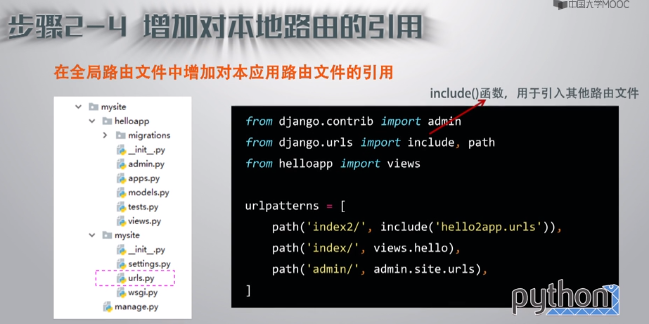 中国大学MOOC
步骤2-4 增加对本地路由的引用
在全局路由文件中增加对本应用路由文件的引用
include()函数，用于引入其他路由文件
mysite
helloapp
migrations
__init__.py
admin.py
apps.py
models.py
tests.py
views.py
mysite
__init__.py
settings.py
urls.py
wsgi.py
manage.py
from django.contrib import admin
from django.urls import include, path
from helloapp import views
urlpatterns = [
path('index2/', include('hello2app.urls')),
path('index/', views.hello),
path('admin/', admin.site.urls),
]
python